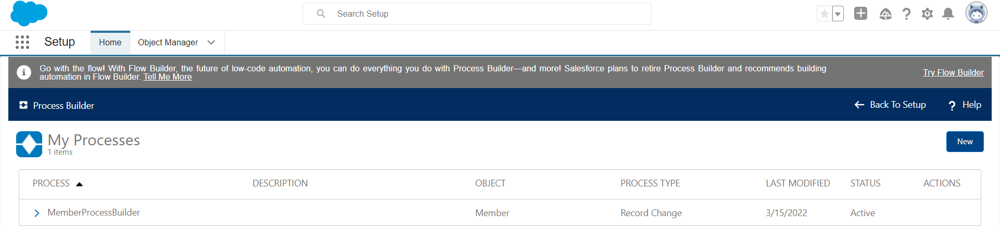 Search Setup
Setup
Home
Object Manager
Go with the flow! With Flow Builder, the future of low-code automation, you can do everything you do with Process Builder—and more! Salesforce plans to retire Process Builder and recommends building
automation in Flow Builder. Tell Me More
Try Flow Builder
Process Builder
Back To Setup
? Help
My Processes
1 items
New
PROCESS DESCRIPTION OBJECT PROCESS TYPE LAST MODIFIED STATUS ACTIONS
MemberProcessBuilder Member Record Change 3/15/2022 Active